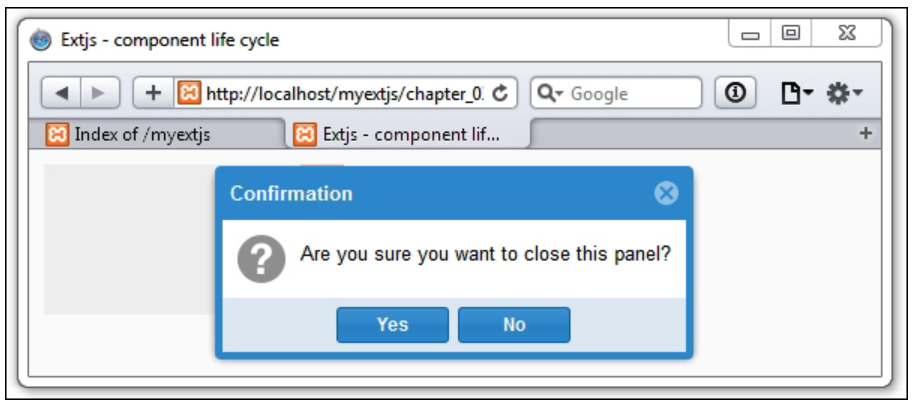 Extjs - component life cycle
http://localhost/myextjs/chapter_0
Google
Index of /myextjs
Extjs - component lif...
Confirmation
Are you sure you want to close this panel?
Yes
No